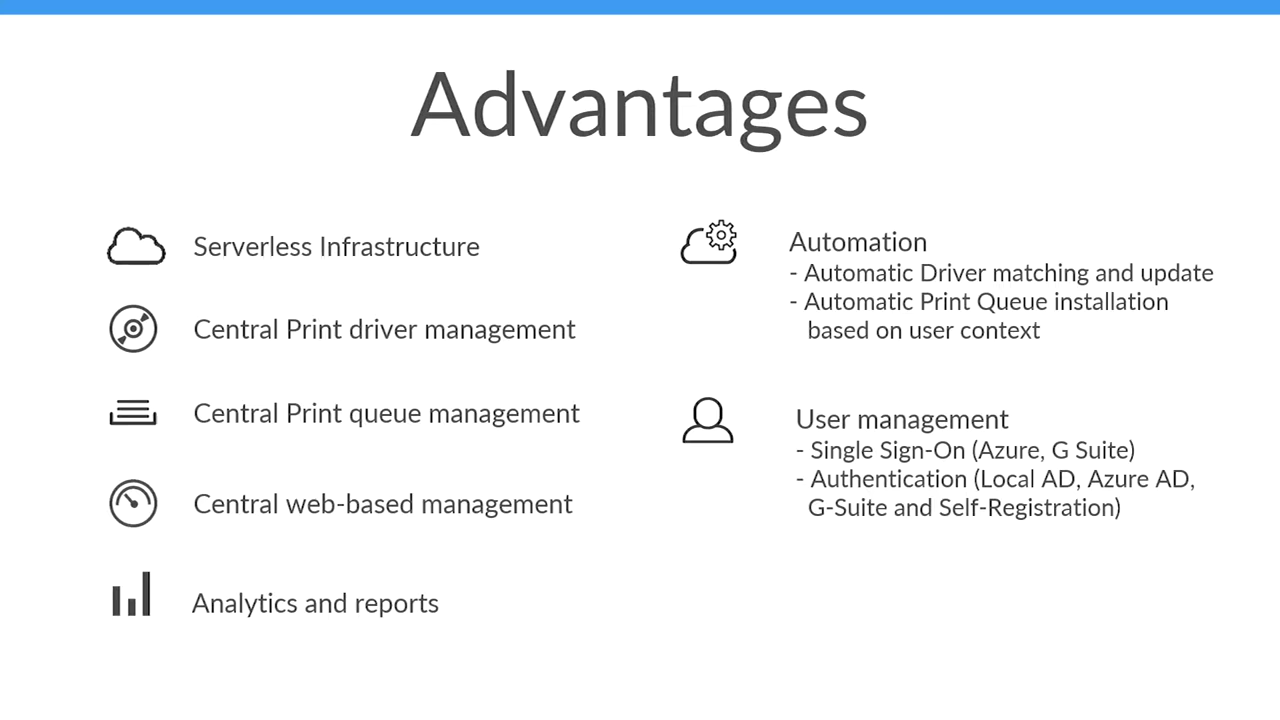 Advantages
Serverless Infrastructure
Central Print driver management
Central Print queue management
Central web-based management
Analytics and reports
Automation
- Automatic Driver matching and update
- Automatic Print Queue installation
based on user context
User management
- Single Sign-On (Azure, G Suite)
- Authentication (Local AD, Azure AD,
G-Suite and Self-Registration)